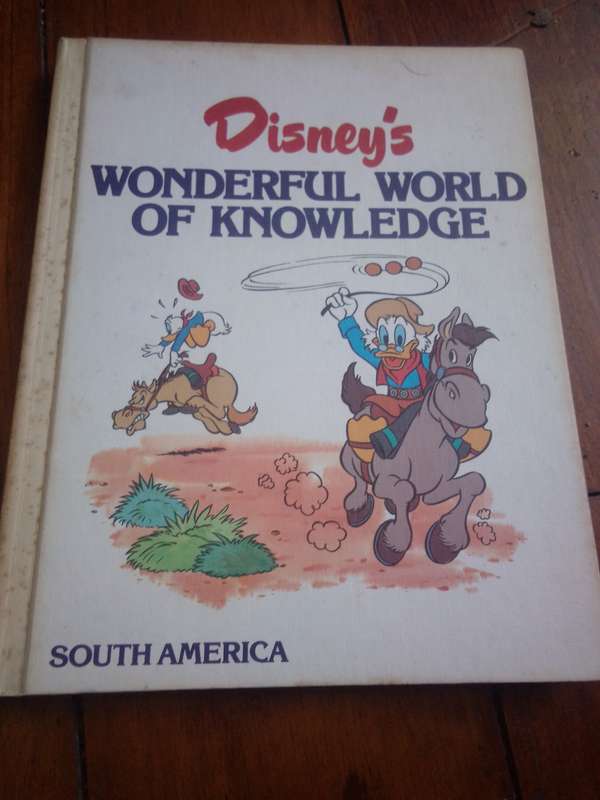 Disney's
WONDERFUL WORLD
OF KNOWLEDGE
SOUTH AMERICA